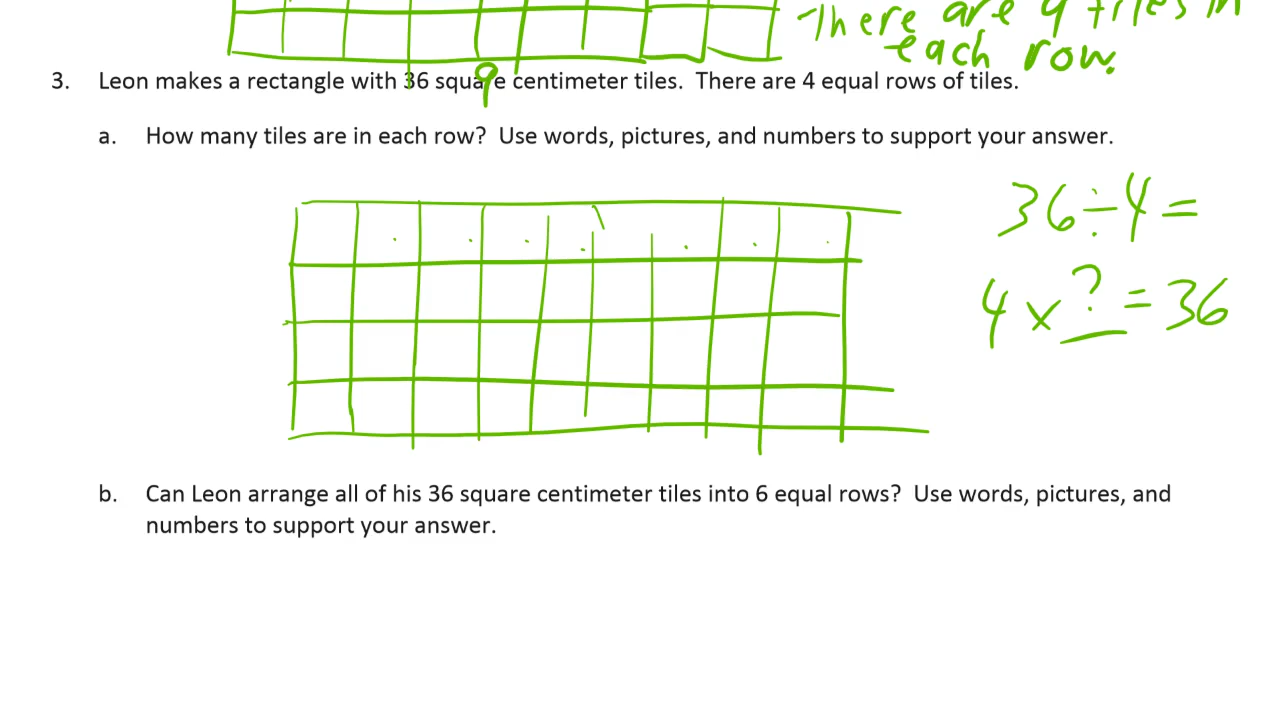 There are 9 tiles in
each row.
9
3. Leon makes a rectangle with 36 square centimeter tiles. There are 4 equal rows of tiles.
a. How many tiles are in each row? Use words, pictures, and numbers to support your answer.
36÷4=
4 x ? = 36
b. Can Leon arrange all of his 36 square centimeter tiles into 6 equal rows? Use words, pictures, and
numbers to support your answer.